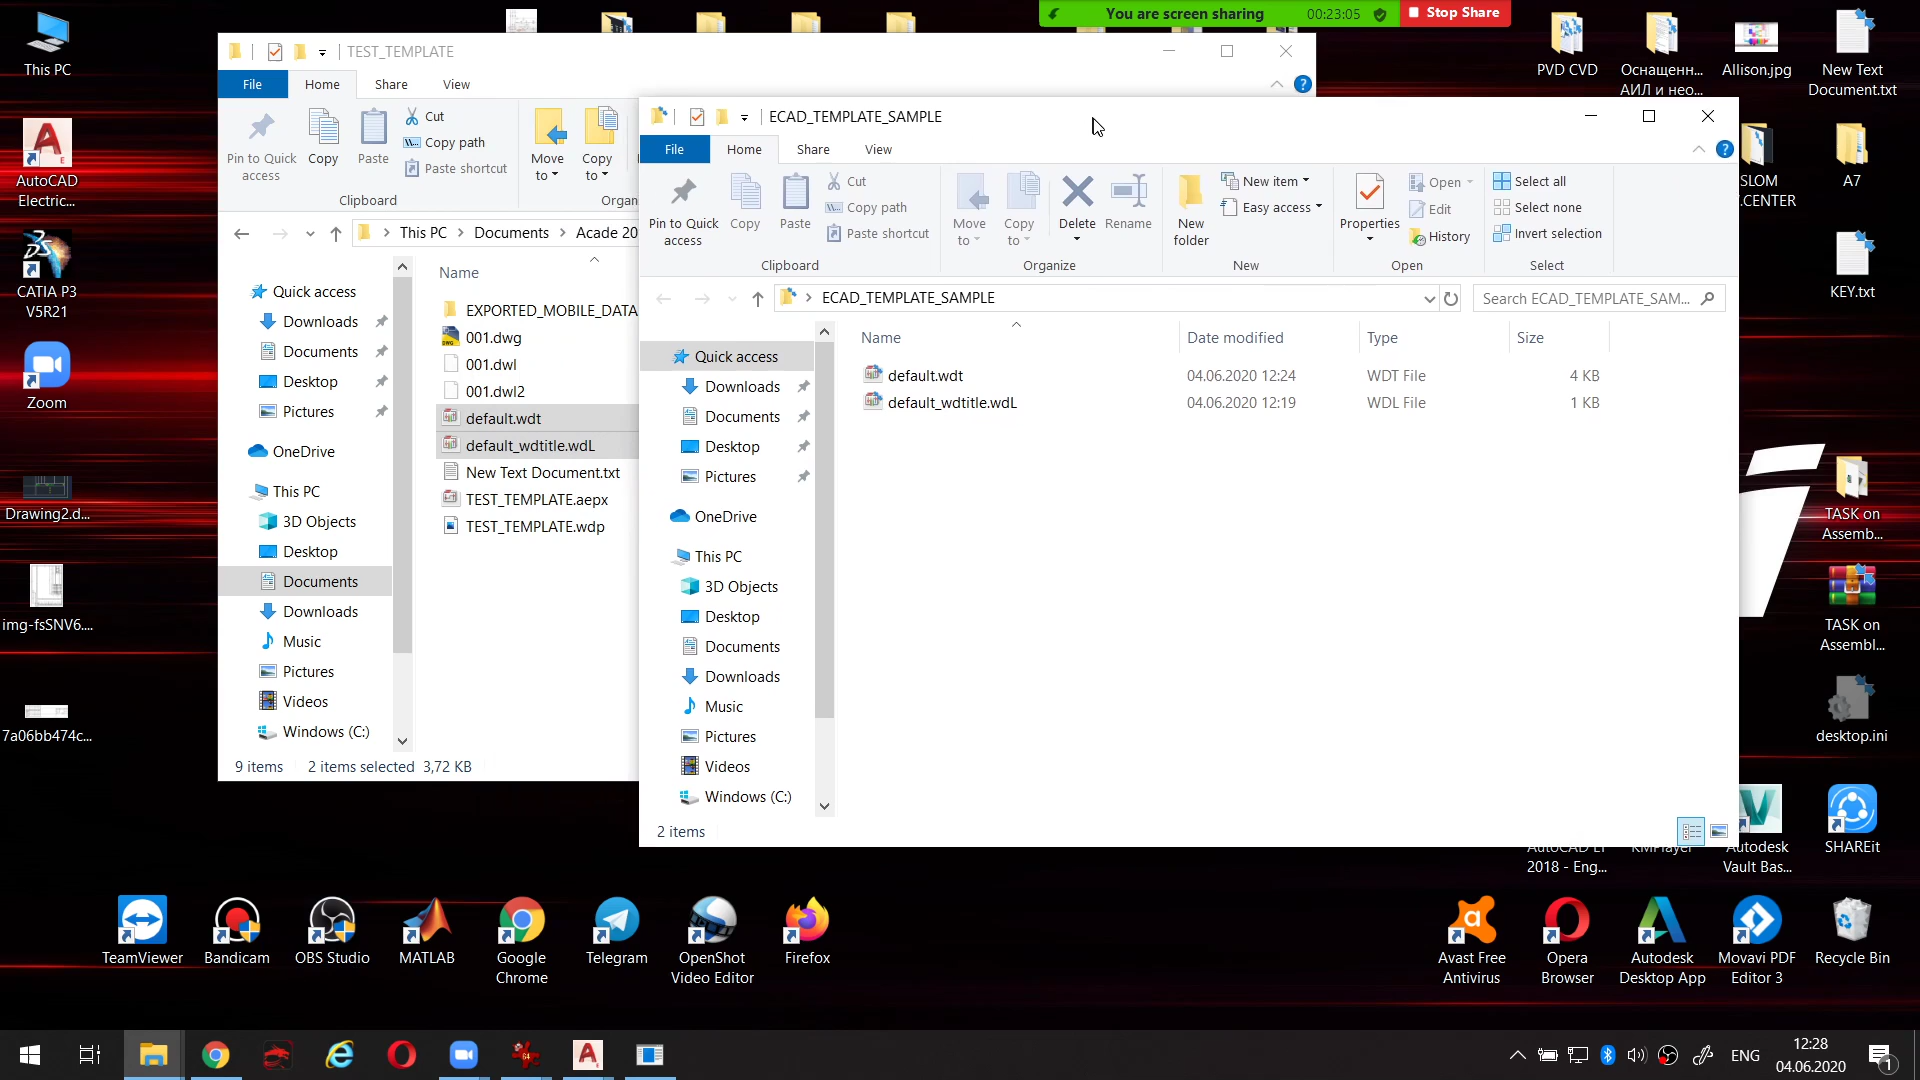 You are screen sharing 00:23:05 Stop Share
This PC
AutoCAD
Electric...
CATIA P3
V5R21
Zoom
Drawing2.d...
img-fsSNV6....
7a06bb474c...
TEST_TEMPLATE
File Home Share View
Pin to Quick
access
Copy
Paste
Cut
Copy path
Paste shortcut
Move
to
Copy
to
Clipboard
This PC Documents Acade 20
Quick access
Downloads
Documents
Desktop
Pictures
OneDrive
This PC
3D Objects
Desktop
Documents
Downloads
Music
Pictures
Videos
Windows (C:)
Name
EXPORTED_MOBILE_DATA
001.dwg
001.dwl
001.dwl2
default.wdt
default_wdtitle.wdL
New Text Document.txt
TEST_TEMPLATE.aepx
TEST_TEMPLATE.wdp
9 items 2 items selected 3,72 KB
ECAD_TEMPLATE_SAMPLE
File Home Share View
Pin to Quick
access
Copy
Paste
Cut
Copy path
Paste shortcut
Clipboard
Move
to
Copy
to
Delete
Rename
Organize
New
folder
New item
Easy access
New
Properties
Open
Edit
History
Open
Select all
Select none
Invert selection
Select
ECAD_TEMPLATE_SAMPLE
Search ECAD_TEMPLATE_SAM...
Quick access
Downloads
Documents
Desktop
Pictures
OneDrive
This PC
3D Objects
Desktop
Documents
Downloads
Music
Pictures
Videos
Windows (C:)
Name Date modified Type Size
default.wdt 04.06.2020 12:24 WDT File 4 KB
default_wdtitle.wdL 04.06.2020 12:19 WDL File 1 KB
2 items
PVD CVD
Оснащенн...
АИЛ и нео...
Allison.jpg
New Text
Document.txt
SLOM
.CENTER
A7
KEY.txt
TASK on
Assemb...
TASK on
Assembl...
desktop.ini
2018 - Eng...
KMPlayer
Autodesk
Vault Bas...
SHAREit
TeamViewer
Bandicam
OBS Studio
MATLAB
Google
Chrome
Telegram
OpenShot
Video Editor
Firefox
Avast Free
Antivirus
Opera
Browser
Autodesk
Desktop App
Movavi PDF
Editor 3
Recycle Bin
ENG
12:28
04.06.2020
1